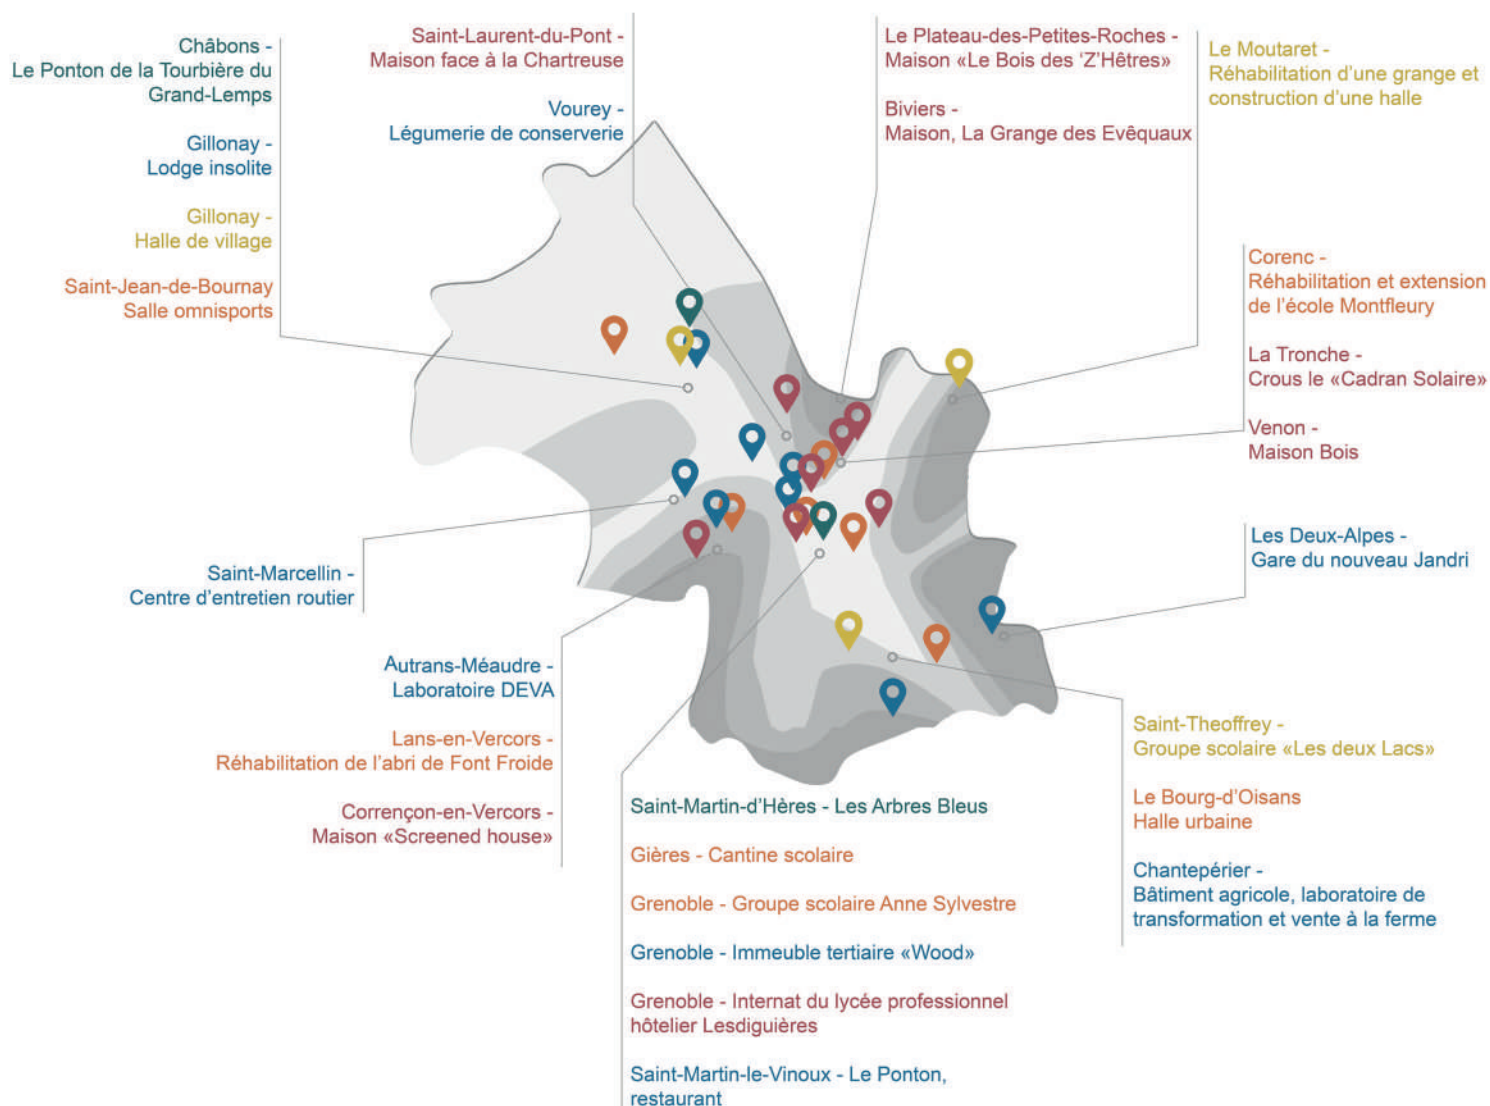 Châbons -
Le Ponton de la Tourbière du
Grand-Lemps
Gillonay -
Lodge insolite
Gillonay -
Halle de village
Saint-Jean-de-Bournay
Salle omnisports
Saint-Laurent-du-Pont -
Maison face à la Chartreuse
Vourey -
Légumerie de conserverie
Le Plateau-des-Petites-Roches -
Maison «Le Bois des ‘Z’Hêtres»
Biviers -
Maison, La Grange des Evêquaux
Le Moutaret -
Réhabilitation d’une grange et
construction d’une halle
Corenc -
Réhabilitation et extension
de l’école Montfleury
La Tronche -
Crous le «Cadran Solaire»
Venon -
Maison Bois
Les Deux-Alpes -
Gare du nouveau Jandri
Saint-Marcellin -
Centre d’entretien routier
Autrans-Méaudre -
Laboratoire DEVA
Lans-en-Vercors -
Réhabilitation de l’abri de Font Froide
Corrençon-en-Vercors -
Maison «Screened house»
Saint-Martin-d’Hères - Les Arbres Bleus
Gières - Cantine scolaire
Grenoble - Groupe scolaire Anne Sylvestre
Grenoble - Immeuble tertiaire «Wood»
Grenoble - Internat du lycée professionnel
hôtelier Lesdiguières
Saint-Martin-le-Vinoux - Le Ponton,
restaurant
Saint-Theoffrey -
Groupe scolaire «Les deux Lacs»
Le Bourg-d’Oisans
Halle urbaine
Chantepérier -
Bâtiment agricole, laboratoire de
transformation et vente à la ferme